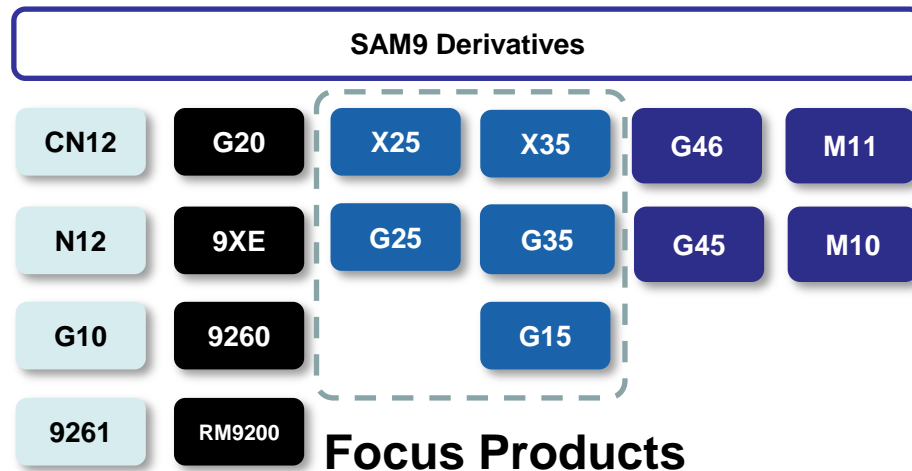 SAM9 Derivatives
CN12 G20 X25 X35 G46 M11
N12 9XE G25 G35 G45 M10
G10 9260 G15
9261 RM9200
Focus Products